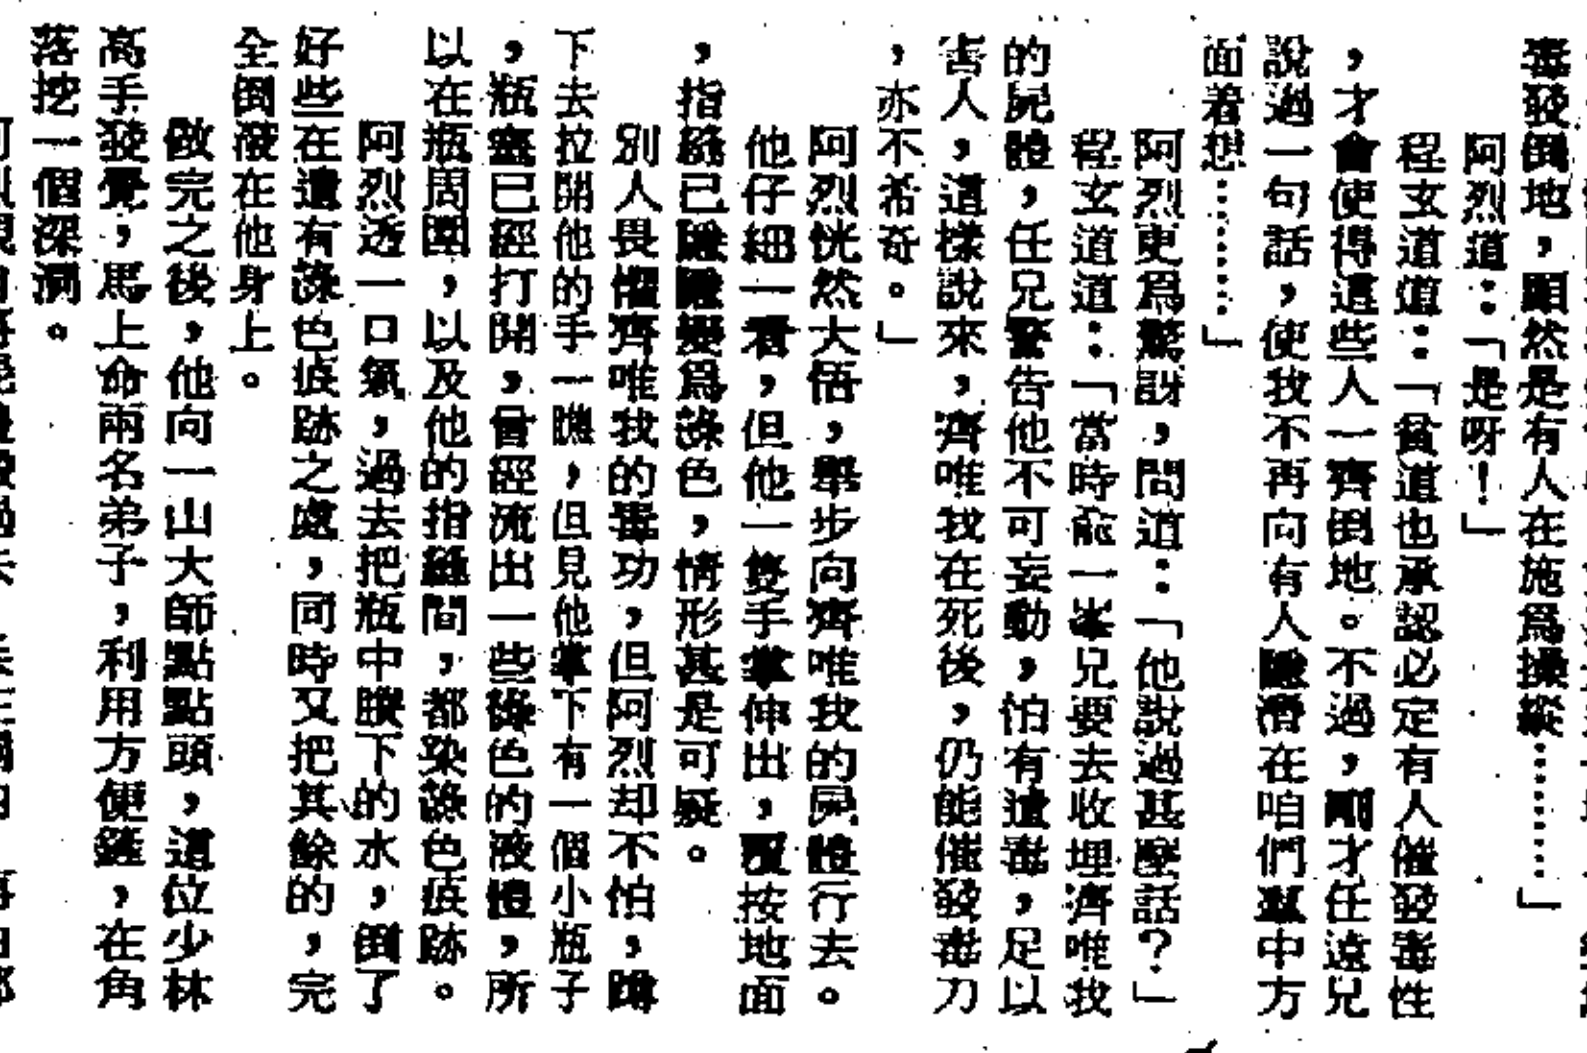 毒發倒地，顯然是有人在施爲操縱………」
阿烈道：「是呀！」
程玄道道：「貧道也承認必定有人催發毒性
，才會使得這些人一齊倒地。不過，剛才任遠兄
說過一句話，使我不再向有人隱潛在咱們羣中方
面着想………」
阿烈更爲驚訝，問道：「他說過甚麼話？」
程玄道道：「當時競一峯兄要去收埋濟唯我
的屍體，任兄警告他不可妄動，怕有遺毒，足以
害人，這樣說來，齊唯我在死後，仍能催發毒力
，亦不希奇。」
阿烈恍然大悟，舉步向齊唯我的屍體行去。
他仔細一看，但他一隻手掌伸出，覆按地面
，指縫已隱隱變爲綠色，情形甚是可疑。
別人畏懼齊唯我的毒功，但阿烈却不怕，蹲
下去拉開他的手一瞧，但見他掌下有一個小瓶子
，瓶塞已經打開，曾經流出一些綠色的液體，所
以在瓶周圍，以及他的指縫間，都染綠色痕跡。
阿烈透一口氣，過去把瓶中賸下的水，倒了
好些在遺有綠色痕跡之處，同時又把其餘的，完
全倒潑在他身上。
做完之後，他向一山大師點點頭，這位少林
高手發覺，馬上命兩名弟子，利用方便鏟，在角
落挖一個深洞。